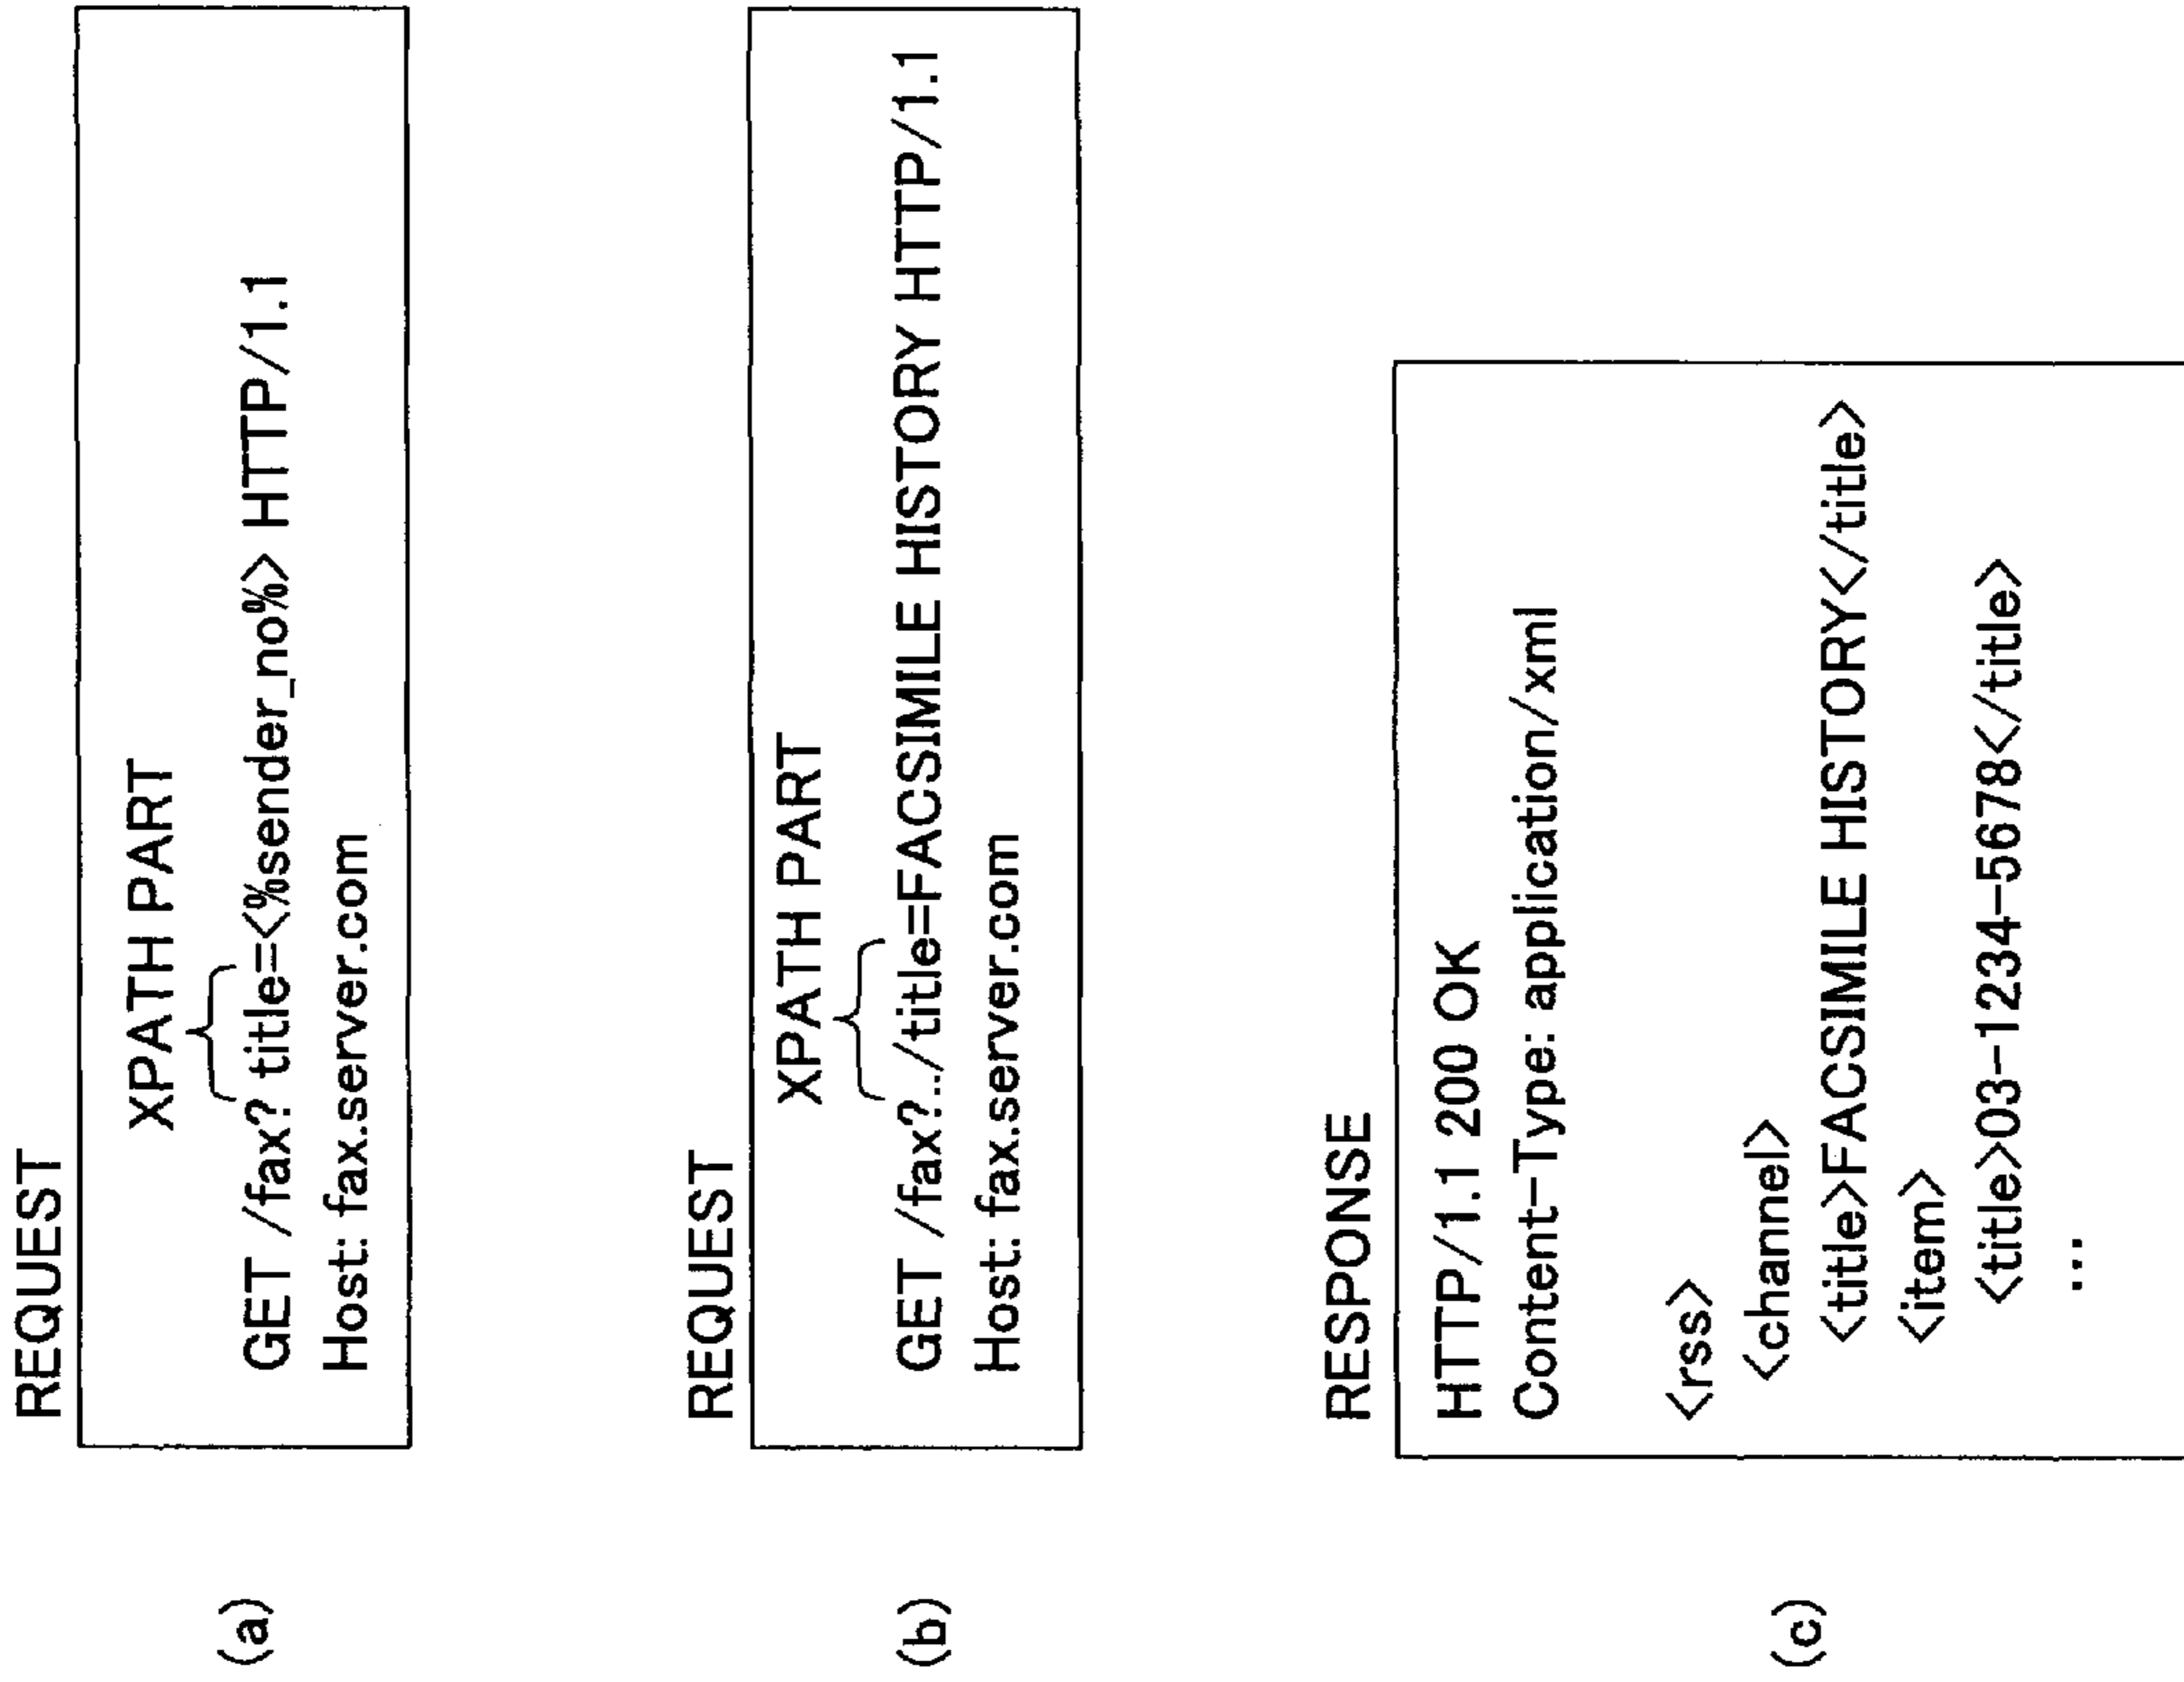 REQUEST
XPATH PART
(a)
GET /fax? title=<%sender_no%> HTTP/1.1
Host: fax.server.com
REQUEST
XPATH PART
(b)
GET /fax?../title=FACSIMILE HISTORY HTTP/1.1
Host: fax.server.com
RESPONSE
HTTP/1.1 200 OK
Content-Type: application/xml
<rss>
<channel>
(c)
<title>FACSIMILE HISTORY</title>
<item>
<title>03-1234-5678</title>
...